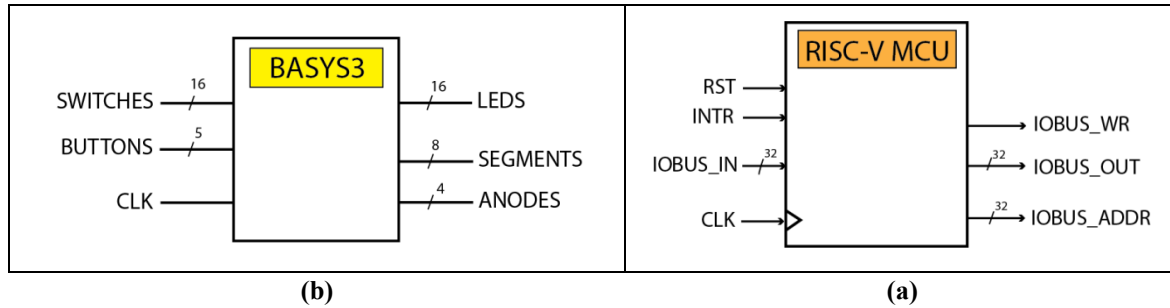 BASYS3
SWITCHES 16
BUTTONS 5
CLK
16 LEDS
8 SEGMENTS
4 ANODES
(b)
RISC-V MCU
RST
INTR
IOBUS_IN 32
CLK
IOBUS_WR
32 IOBUS_OUT
32 IOBUS_ADDR
(a)